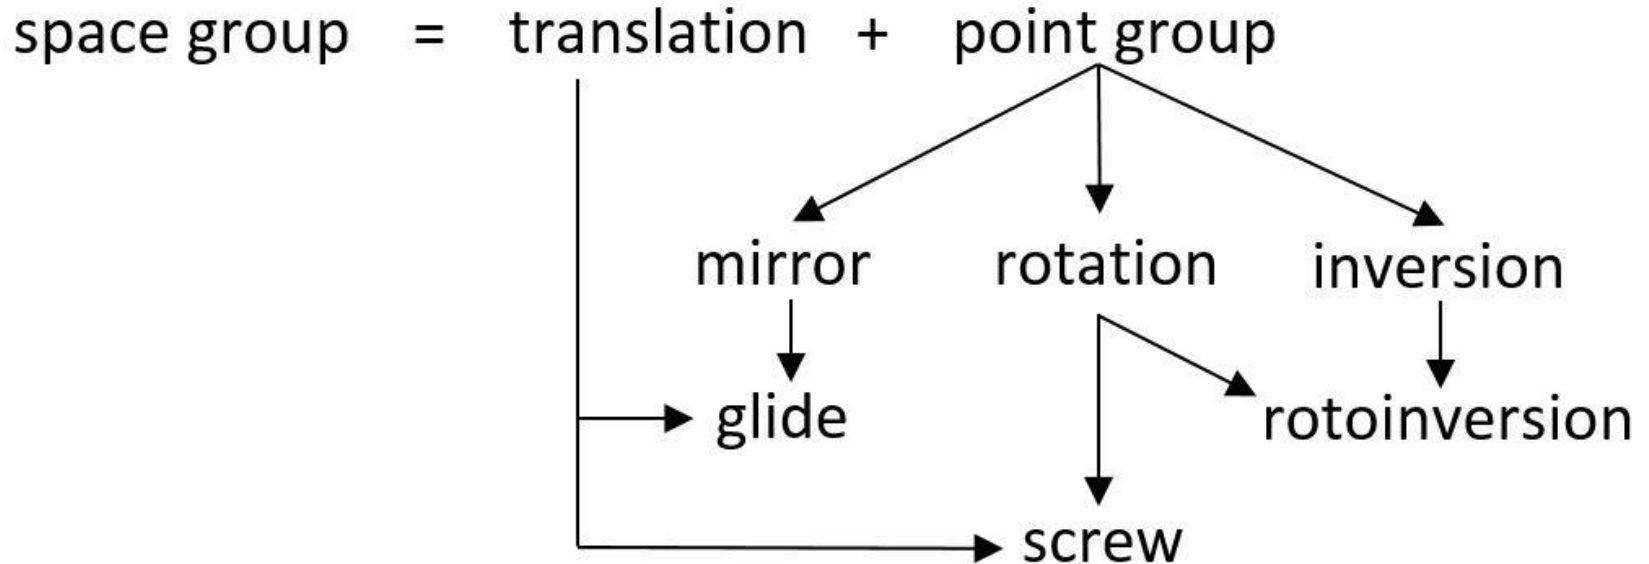 space group = translation + point group
mirror rotation inversion
glide rotoinversion
screw